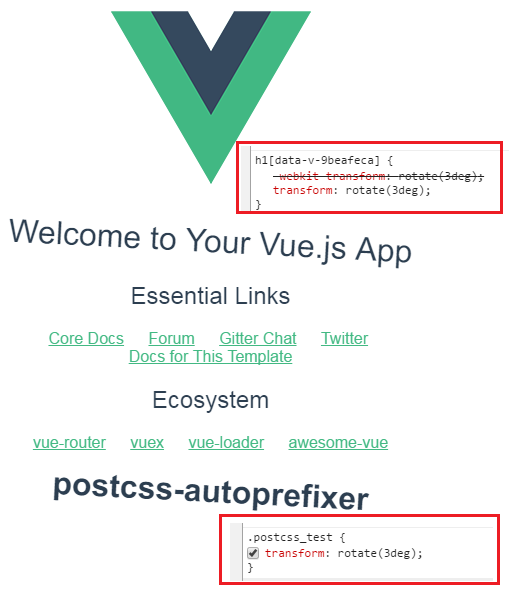 h1[data-v-9beafeca] {
-webkit-transform: rotate(3deg);
transform: rotate(3deg);
}
Welcome to Your Vue.js App
Essential Links
Core Docs Forum Gitter Chat Twitter
Docs for This Template
Ecosystem
vue-router vuex vue-loader awesome-vue
postcss-autoprefixer
.postcss_test {
transform: rotate(3deg);
}